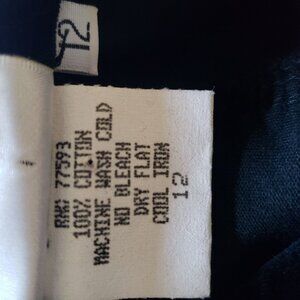 12
RN# 77593
100% COTTON
MACHINE WASH COLD
NO BLEACH
DRY FLAT
COOL IRON
12